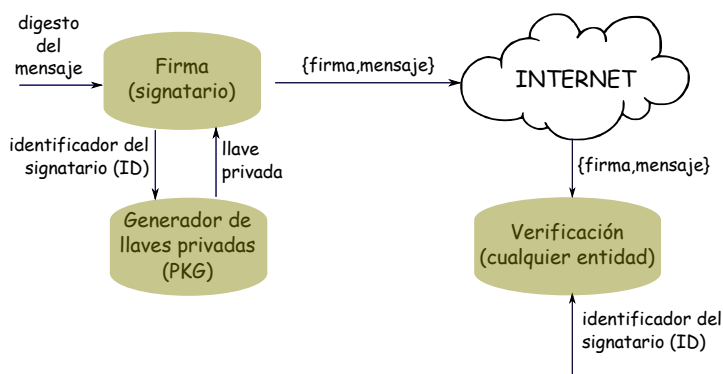 digesto
del
mensaje
Firma
(signatario)
{firma,mensaje}
INTERNET
identificador del
signatario (ID)
llave
privada
{firma,mensaje}
Generador de
llaves privadas
(PKG)
Verificación
(cualquier entidad)
identificador del
signatario (ID)